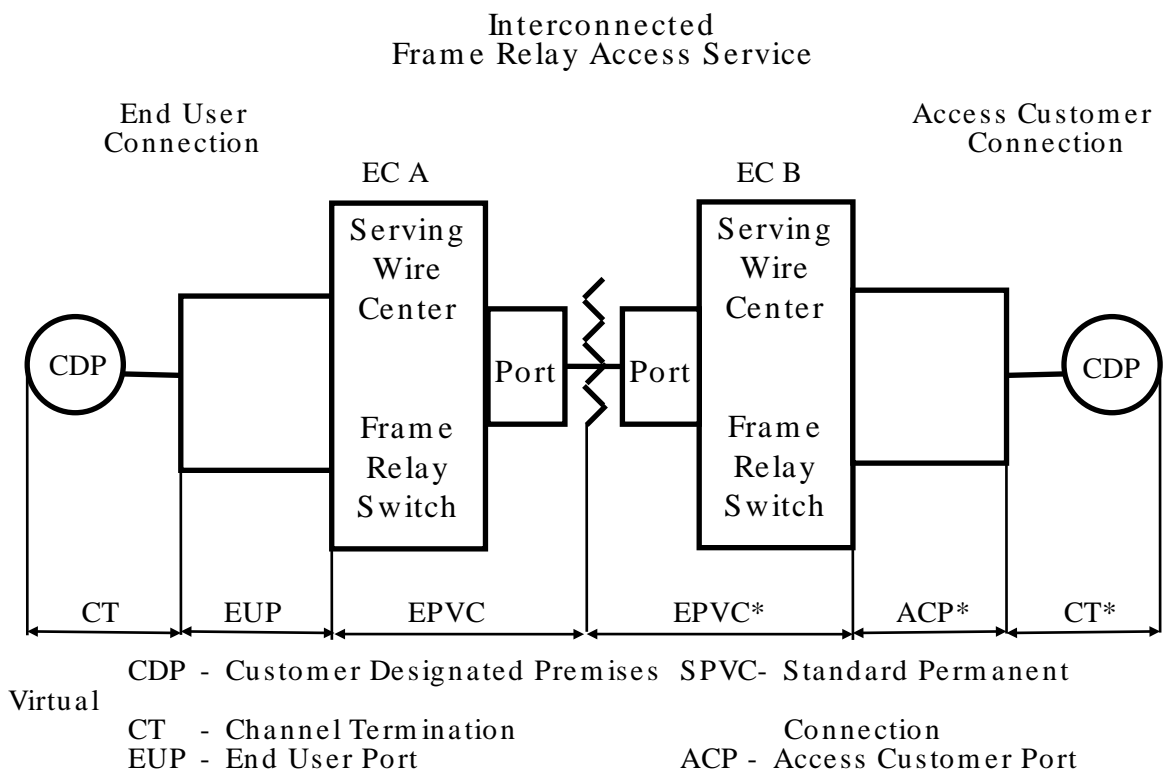 Interconnected
Frame Relay Access Service
End User
Connection
Access Customer
Connection
EC A
EC B
Serving
Wire
Center
Frame
Relay
Switch
Serving
Wire
Center
Frame
Relay
Switch
CDP
Port
Port
CDP
CT EUP EPVC EPVC* ACP* CT*
CDP - Customer Designated Premises SPVC- Standard Permanent
Virtual
CT - Channel Termination Connection
EUP - End User Port ACP - Access Customer Port